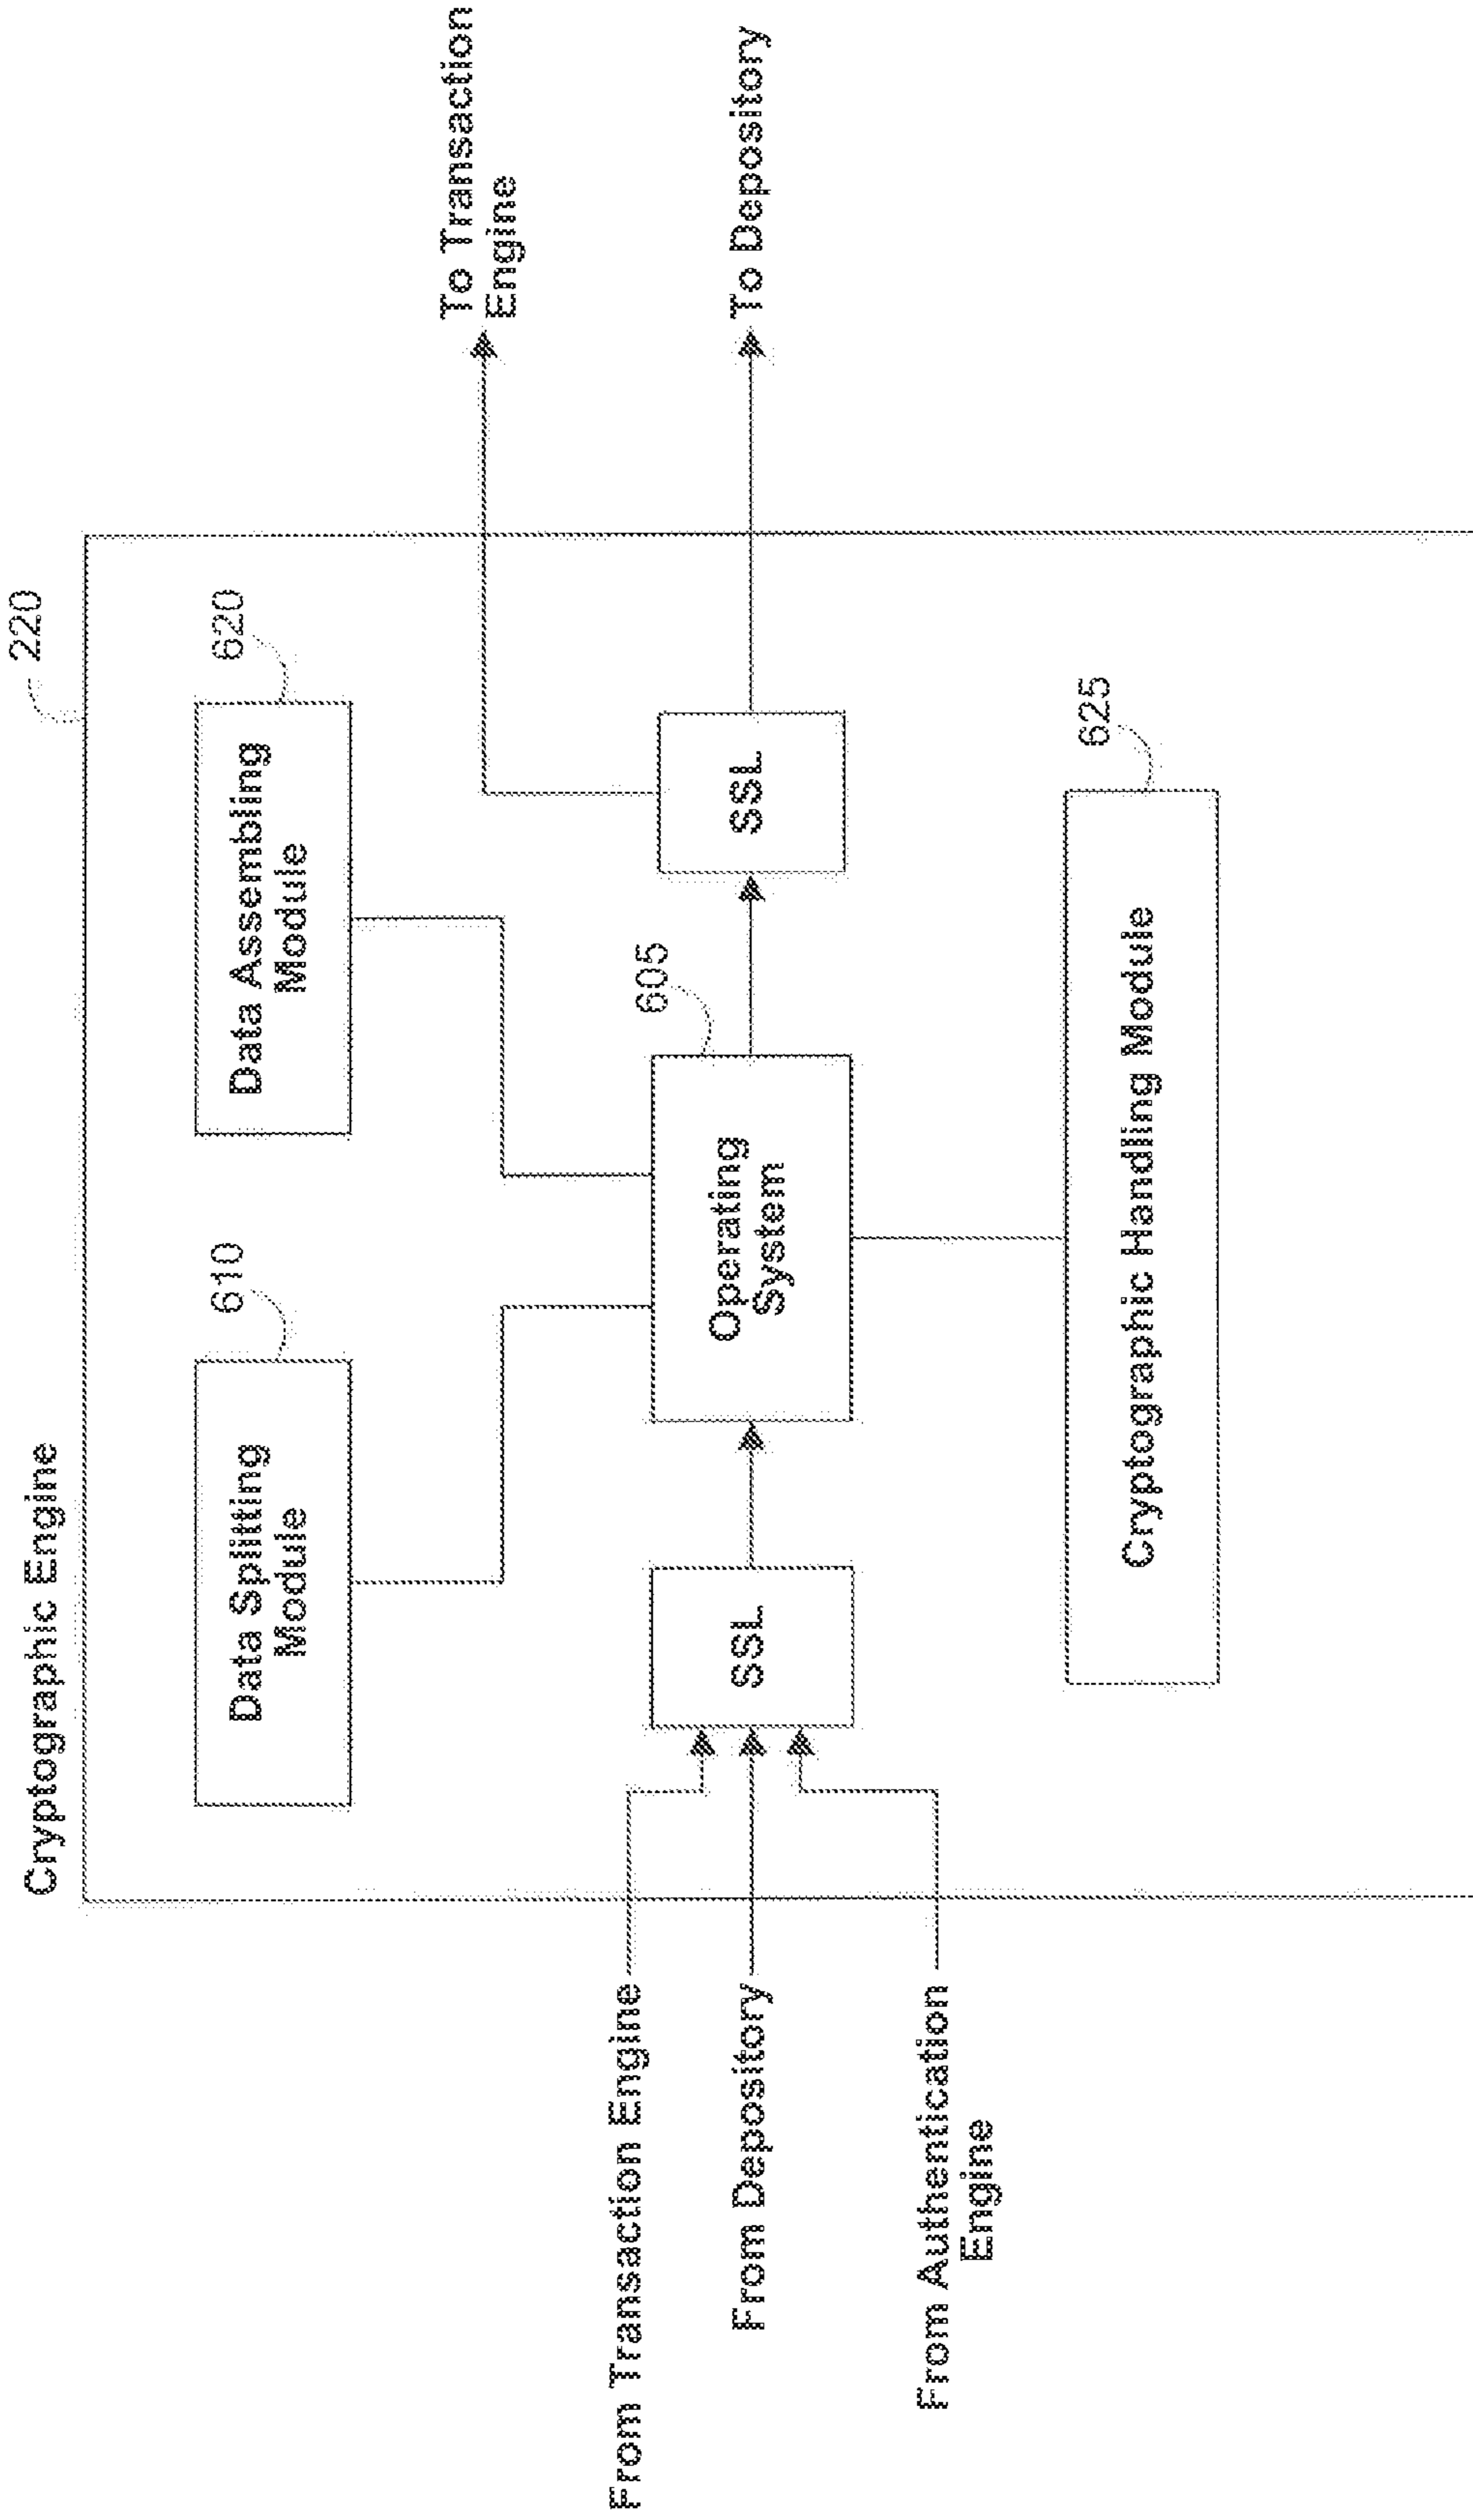 Cryptographic Engine
220
Data Splitting
Module
610
Data Assembling
Module
620
To Transaction
Engine
From Transaction Engine
From Depository
From Authentication
Engine
SSL
Operating
System
605
SSL
To Depository
Cryptographic Handling Module
625